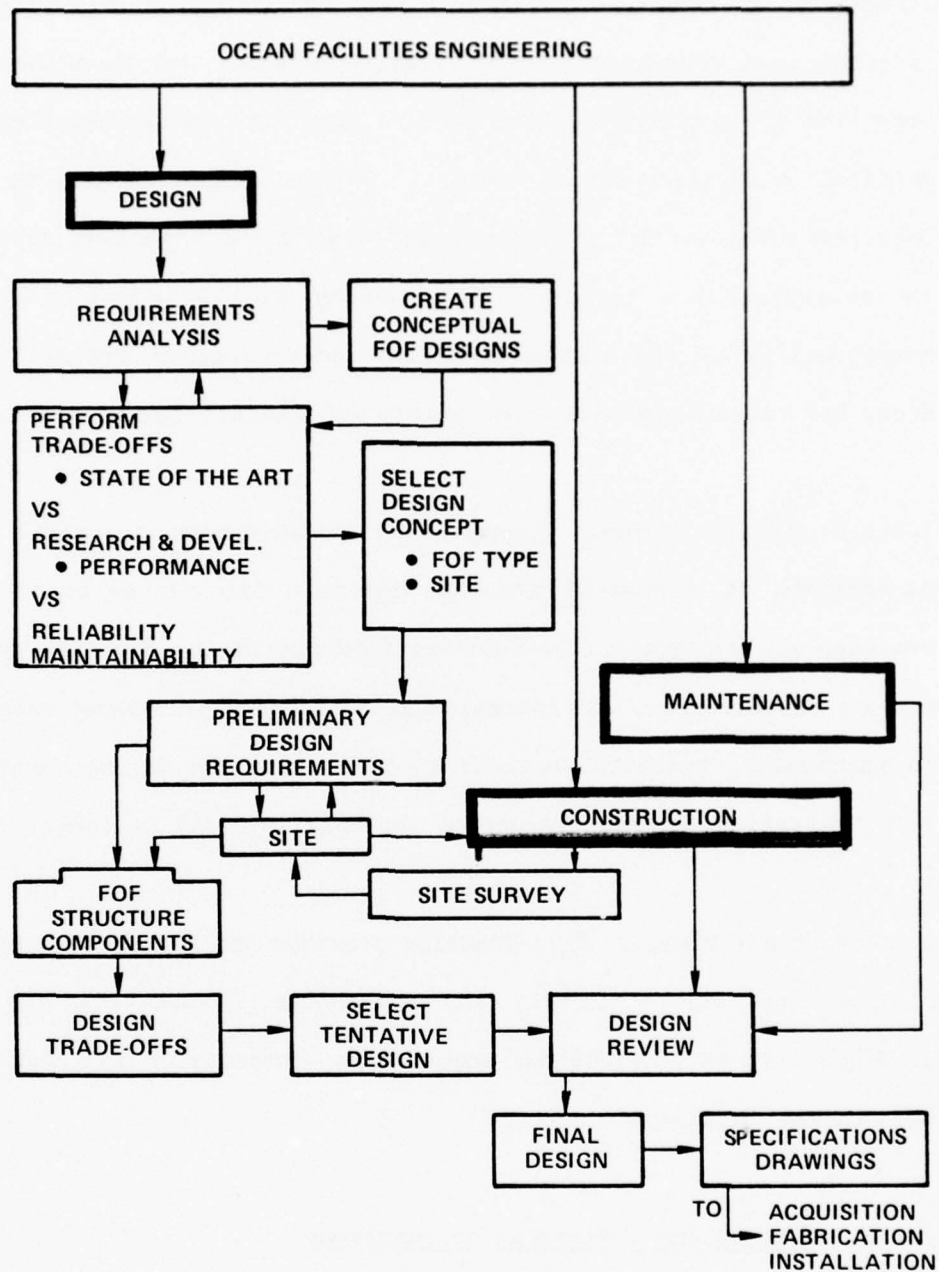 OCEAN FACILITIES ENGINEERING
DESIGN
REQUIREMENTS
ANALYSIS
CREATE
CONCEPTUAL
FOF DESIGNS
PERFORM
TRADE-OFFS
• STATE OF THE ART
VS
RESEARCH & DEVEL.
• PERFORMANCE
VS
RELIABILITY
MAINTAINABILITY
SELECT
DESIGN
CONCEPT
• FOF TYPE
• SITE
MAINTENANCE
PRELIMINARY
DESIGN
REQUIREMENTS
CONSTRUCTION
SITE
SITE SURVEY
FOF
STRUCTURE
COMPONENTS
DESIGN
TRADE-OFFS
SELECT
TENTATIVE
DESIGN
DESIGN
REVIEW
FINAL
DESIGN
SPECIFICATIONS
DRAWINGS
TO
ACQUISITION
FABRICATION
INSTALLATION